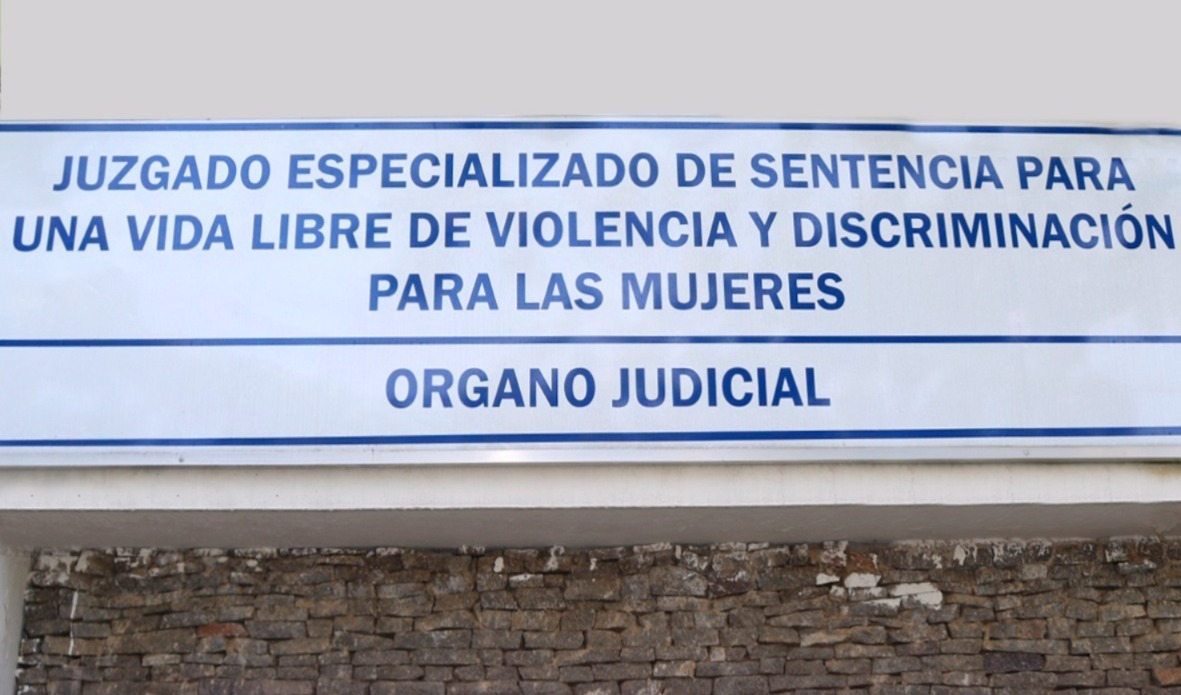 JUZGADO ESPECIALIZADO DE SENTENCIA PARA
UNA VIDA LIBRE DE VIOLENCIA Y DISCRIMINACIÓN
PARA LAS MUJERES
ORGANO JUDICIAL